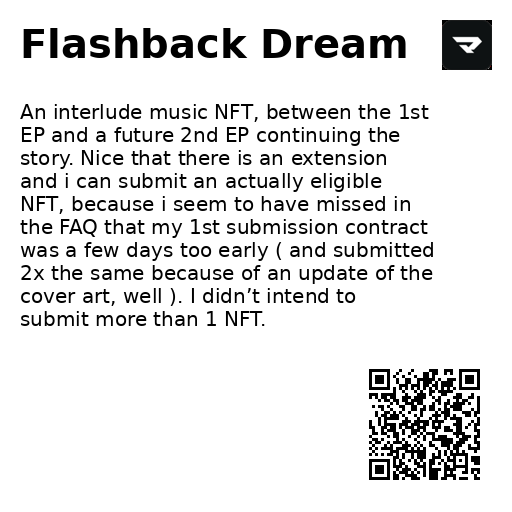 Flashback Dream
An interlude music NFT, between the 1st
EP and a future 2nd EP continuing the
story. Nice that there is an extension
and i can submit an actually eligible
NFT, because i seem to have missed in
the FAQ that my 1st submission contract
was a few days too early ( and submitted
2x the same because of an update of the
cover art, well ). I didn’t intend to
submit more than 1 NFT.